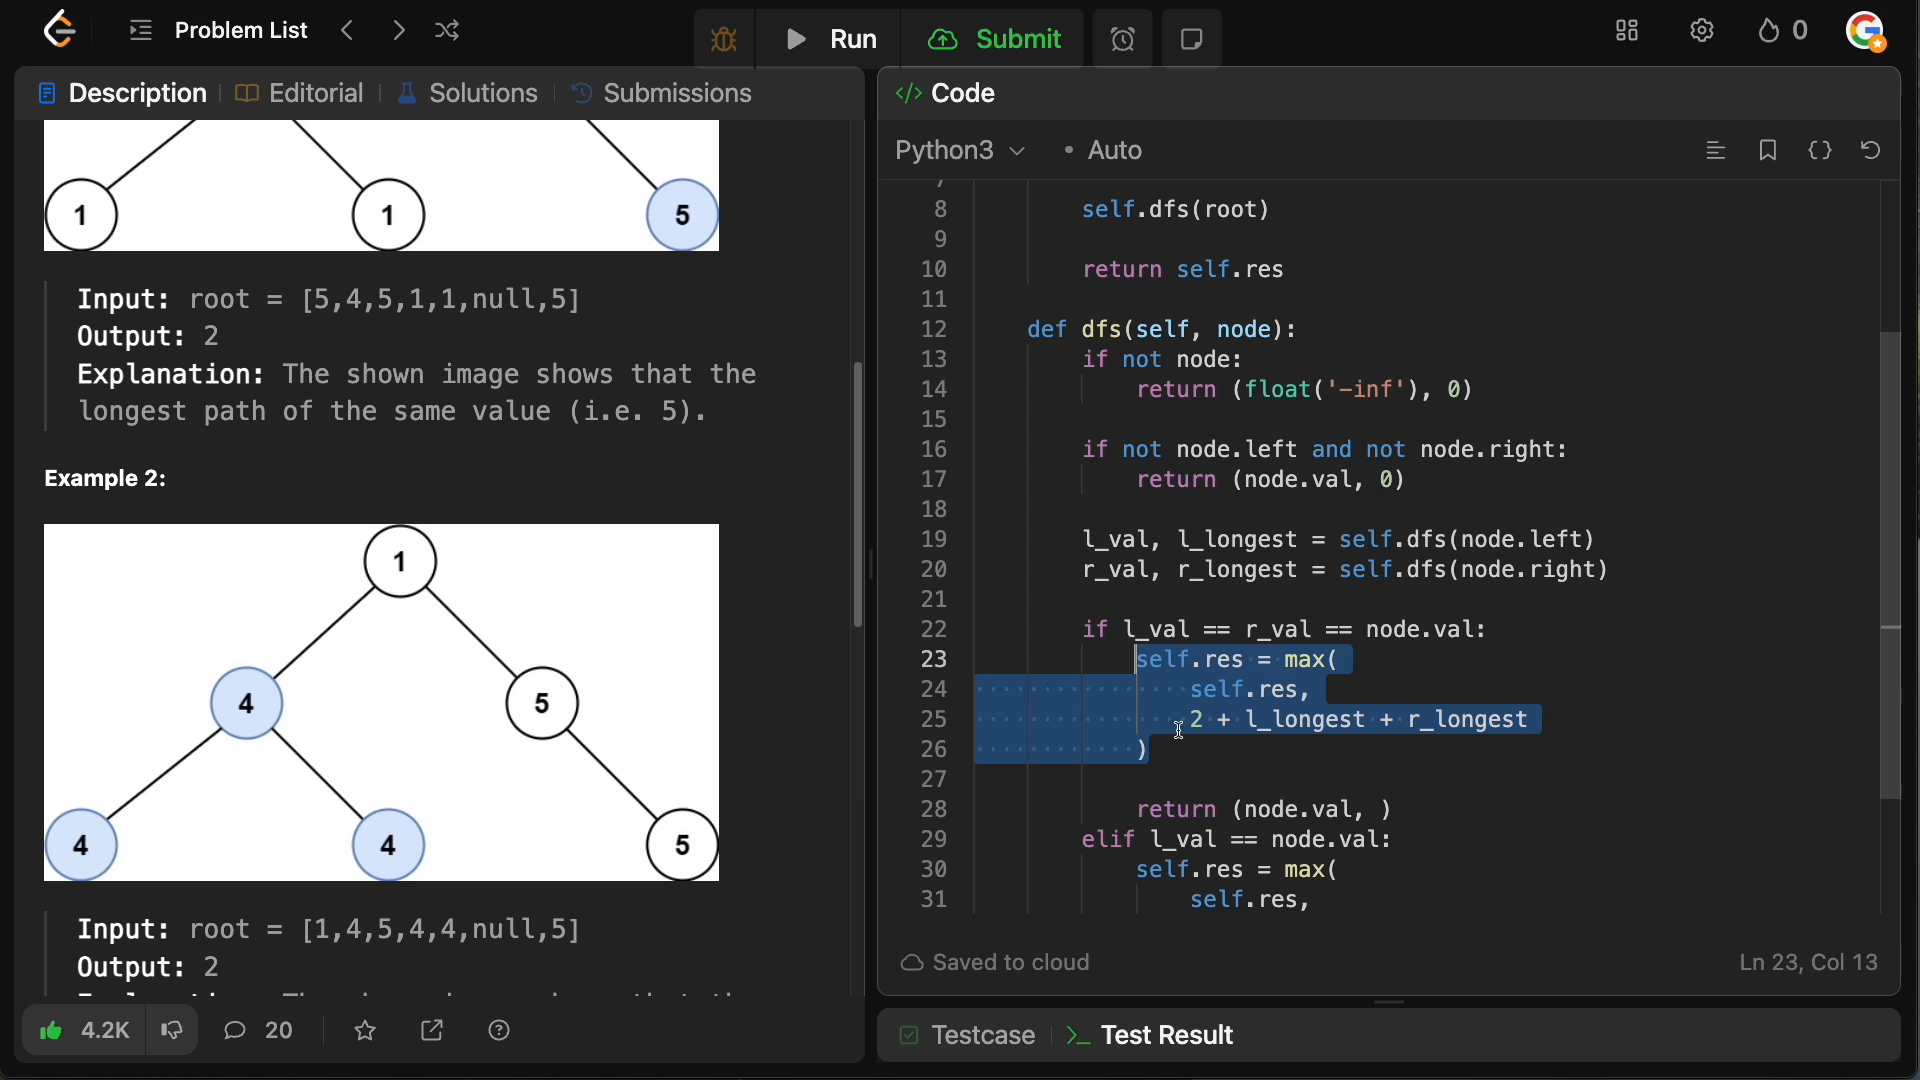 Problem List
Run
Submit
0
Description
Editorial
Solutions
Submissions
1
1
5
Input: root = [5,4,5,1,1,null,5]
Output: 2
Explanation: The shown image shows that the
longest path of the same value (i.e. 5).
Example 2:
1
4
5
4
4
5
Input: root = [1,4,5,4,4,null,5]
Output: 2
4.2K
20
</> Code
Python3
• Auto
7
8 self.dfs(root)
9
10 return self.res
11
12 def dfs(self, node):
13 if not node:
14 return (float('-inf'), 0)
15
16 if not node.left and not node.right:
17 return (node.val, 0)
18
19 l_val, l_longest = self.dfs(node.left)
20 r_val, r_longest = self.dfs(node.right)
21
22 if l_val == r_val == node.val:
23 self.res = max(
24 self.res,
25 2 + l_longest + r_longest
26 )
27
28 return (node.val, )
29 elif l_val == node.val:
30 self.res = max(
31 self.res,
Saved to cloud
Ln 23, Col 13
Testcase
Test Result